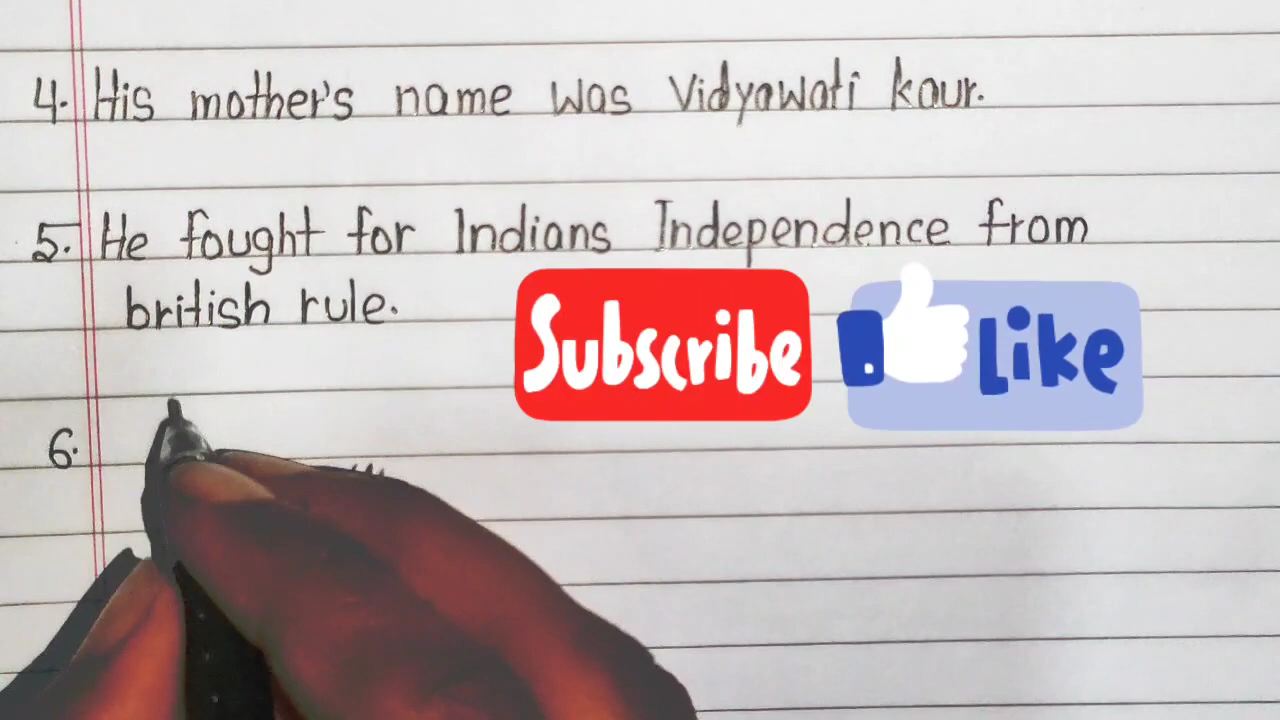 4. His mother's name was Vidyawati kaur.
5. He fought for Indians Independence from
british rule.
Subscribe
Like
6.